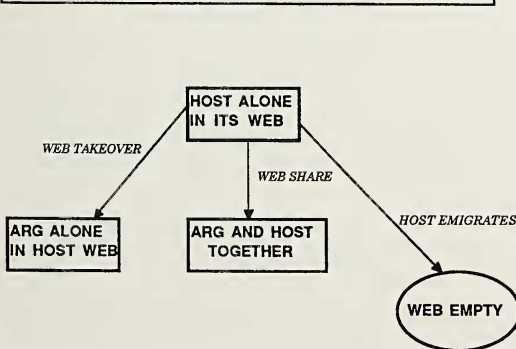 HOST ALONE
IN ITS WEB
WEB TAKEOVER
WEB SHARE
HOST EMIGRATES
ARG ALONE
IN HOST WEB
ARG AND HOST
TOGETHER
WEB EMPTY